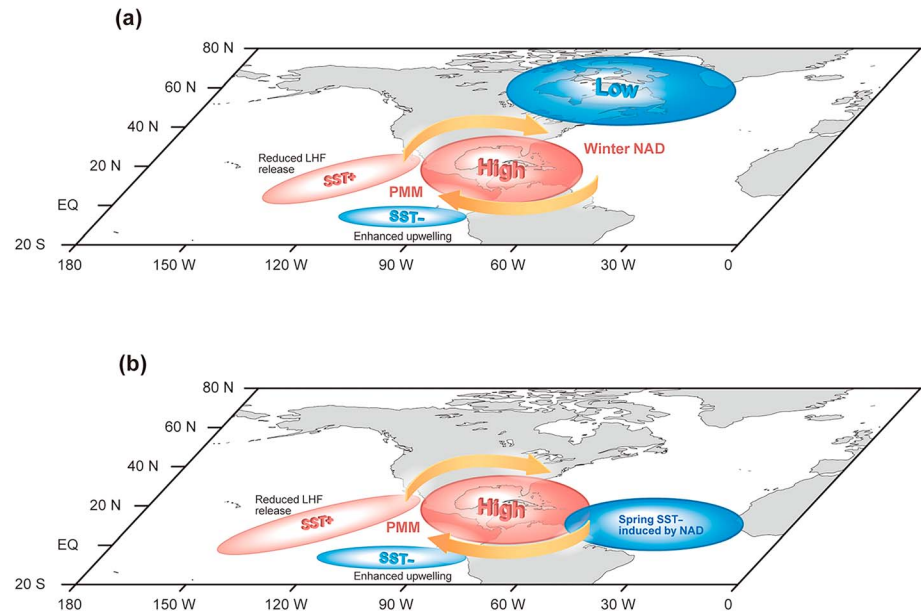 (a)
80 N
60 N
40 N
20 N
EQ
20 S
180
150 W
120 W
90 W
60 W
30 W
0
Low
Winter NAD
High
Reduced LHF
release
SST+
PMM
SST–
Enhanced upwelling
(b)
80 N
60 N
40 N
20 N
EQ
20 S
180
150 W
120 W
90 W
60 W
30 W
0
High
Reduced LHF
release
SST+
PMM
Spring SST–
induced by NAD
SST–
Enhanced upwelling